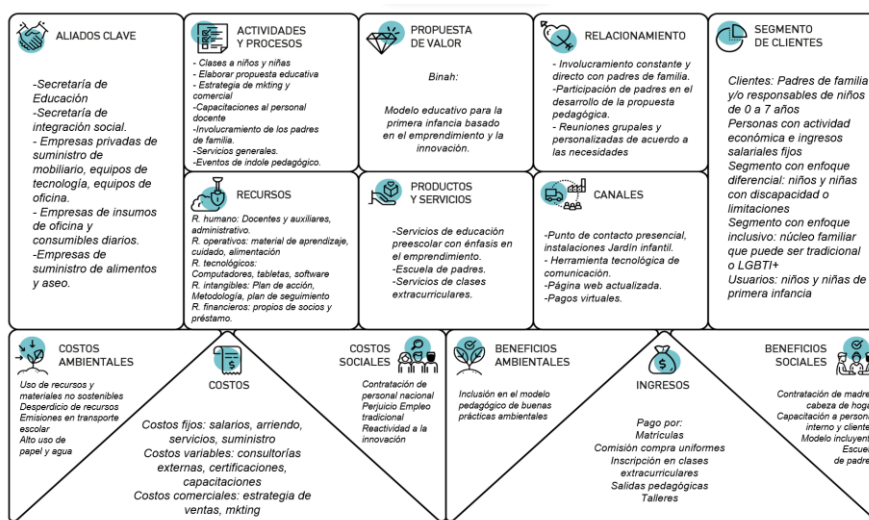 ALIADOS CLAVE
-Secretaría de
Educación
-Secretaría de
integración social.
- Empresas privadas de
suministro de
mobiliario, equipos de
tecnología, equipos de
oficina.
- Empresas de insumos
de oficina y
consumibles diarios.
-Empresas de
suministro de alimentos
y aseo.
ACTIVIDADES
Y PROCESOS
- Clases a niños y niñas
- Elaborar propuesta educativa
- Estrategia de mkting y
comercial
-Capacitaciones al personal
docente
-Involucramiento de los padres
de familia.
-Servicios generales.
-Eventos de indole pedagógico.
RECURSOS
R. humano: Docentes y auxiliares,
administrativo.
R. operativos: material de aprendizaje,
cuidado, alimentación
R. tecnológicos:
Computadores, tabletas, software
R. intangibles: Plan de acción,
Metodología, plan de seguimiento
R. financieros: propios de socios y
préstamo.
PROPUESTA
DE VALOR
Binah:
Modelo educativo para la
primera infancia basado
en el emprendimiento y la
innovación.
PRODUCTOS
Y SERVICIOS
-Servicios de educación
preescolar con énfasis en
el emprendimiento.
- Escuela de padres.
- Servicios de clases
extracurriculares.
RELACIONAMIENTO
- Involucramiento constante y
directo con padres de familia.
-Participación de padres en el
desarrollo de la propuesta
pedagógica.
- Reuniones grupales y
personalizadas de acuerdo a
las necesidades
CANALES
- Punto de contacto presencial,
instalaciones Jardín infantil.
- Herramienta tecnológica de
comunicación.
-Página web actualizada.
-Pagos virtuales.
SEGMENTO
DE CLIENTES
Clientes: Padres de familia
y/o responsables de niños
de 0 a 7 años
Personas con actividad
económica e ingresos
salariales fijos
Segmento con enfoque
diferencial: niños y niñas
con discapacidad o
limitaciones
Segmento con enfoque
inclusivo: núcleo familiar
que puede ser tradicional
o LGBTI+
Usuarios: niños y niñas de
primera infancia
COSTOS
AMBIENTALES
Uso de recursos y
materiales no sostenibles
Desperdicio de recursos
Emisiones en transporte
escolar
Alto uso de
papel y agua
COSTOS
Costos fijos: salarios, arriendo,
servicios, suministro
Costos variables: consultorías
externas, certificaciones,
capacitaciones
Costos comerciales: estrategia de
ventas, mkting
COSTOS
SOCIALES
Contratación de
personal nacional
Perjuicio Empleo
tradicional
Reactividad a la
innovación
BENEFICIOS
AMBIENTALES
Inclusión en el modelo
pedagógico de buenas
prácticas ambientales
INGRESOS
Pago por:
Matrículas
Comisión compra uniformes
Inscripción en clases
extracurriculares
Salidas pedagógicas
Talleres
BENEFICIOS
SOCIALES
Contratación de
cabeza de
Capacitación a
interno y
Modelo
de